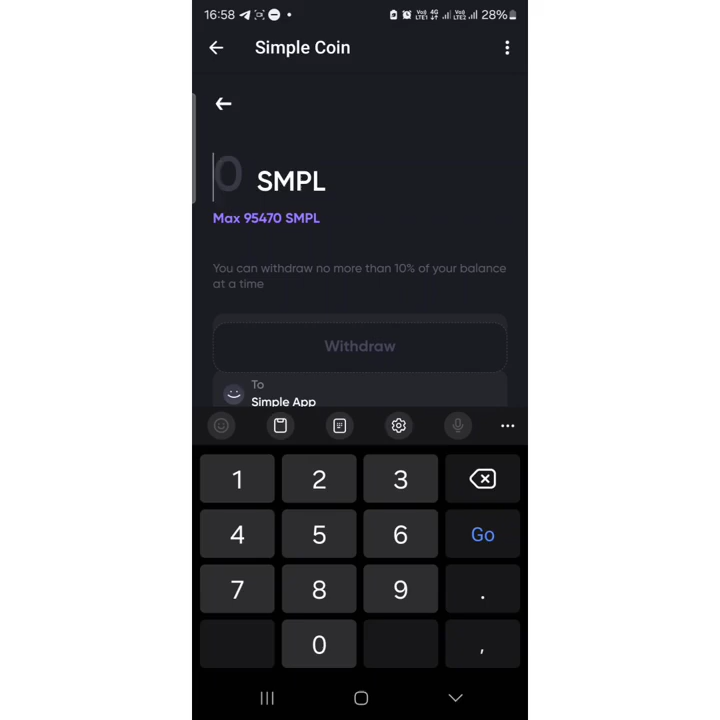 16:58 28%
Simple Coin
0 SMPL
Max 95470 SMPL
You can withdraw no more than 10% of your balance
at a time
Withdraw
To
Simple App
1 2 3
4 5 6 Go
7 8 9 .
0 ,